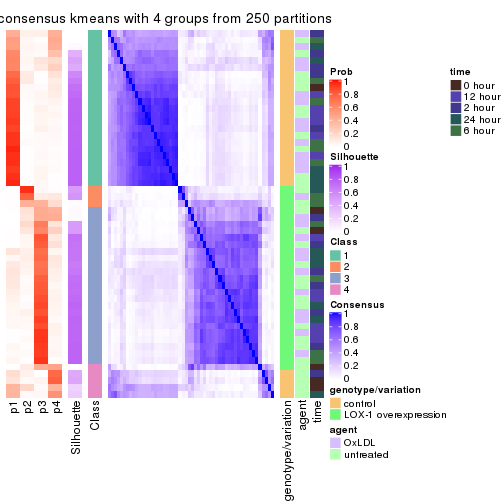 consensus kmeans with 4 groups from 250 partitions
Prob
1
0.8
0.6
0.4
0.2
0
Silhouette
1
0.8
0.6
0.4
0.2
0
Class
1
2
3
4
Consensus
1
0.8
0.6
0.4
0.2
0
genotype/variation
control
LOX-1 overexpression
agent
OxLDL
untreated
time
0 hour
12 hour
2 hour
24 hour
6 hour
p1
p2
p3
p4
Silhouette
Class
genotype/variation
agent
time